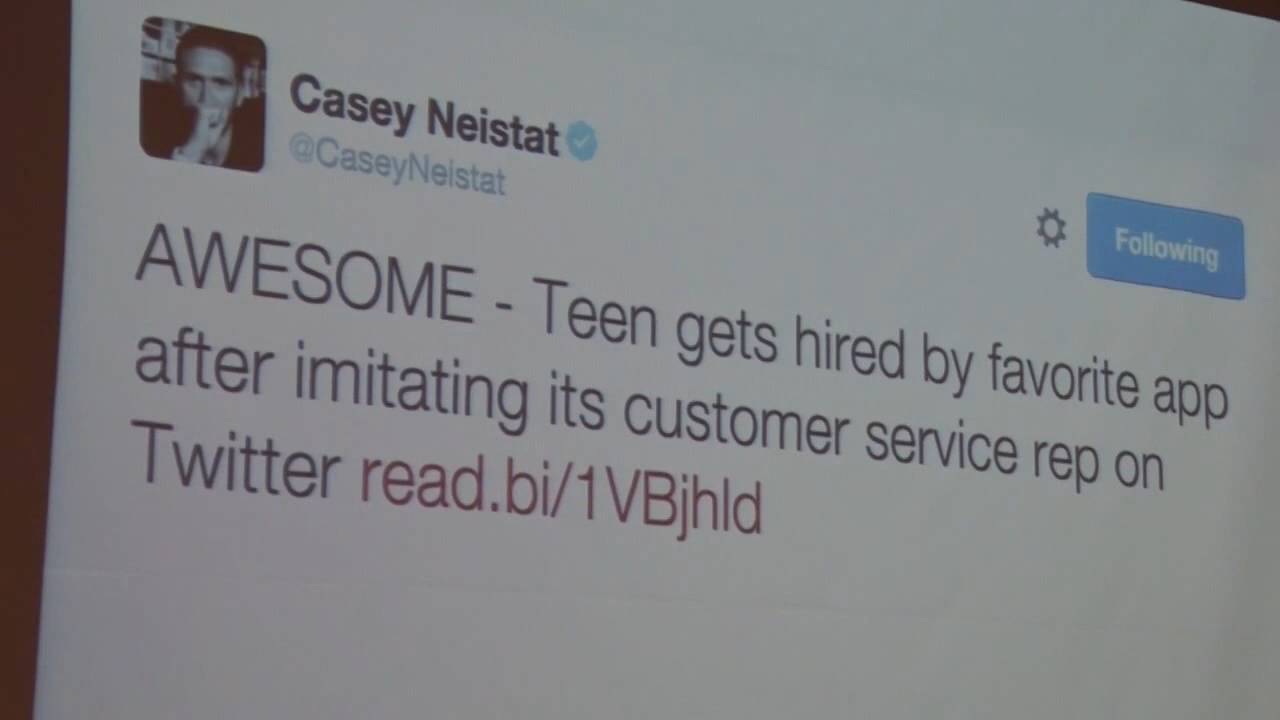 Casey Neistat
@CaseyNeistat
Following
AWESOME - Teen gets hired by favorite app
after imitating its customer service rep on
Twitter read.bi/1VBjhld